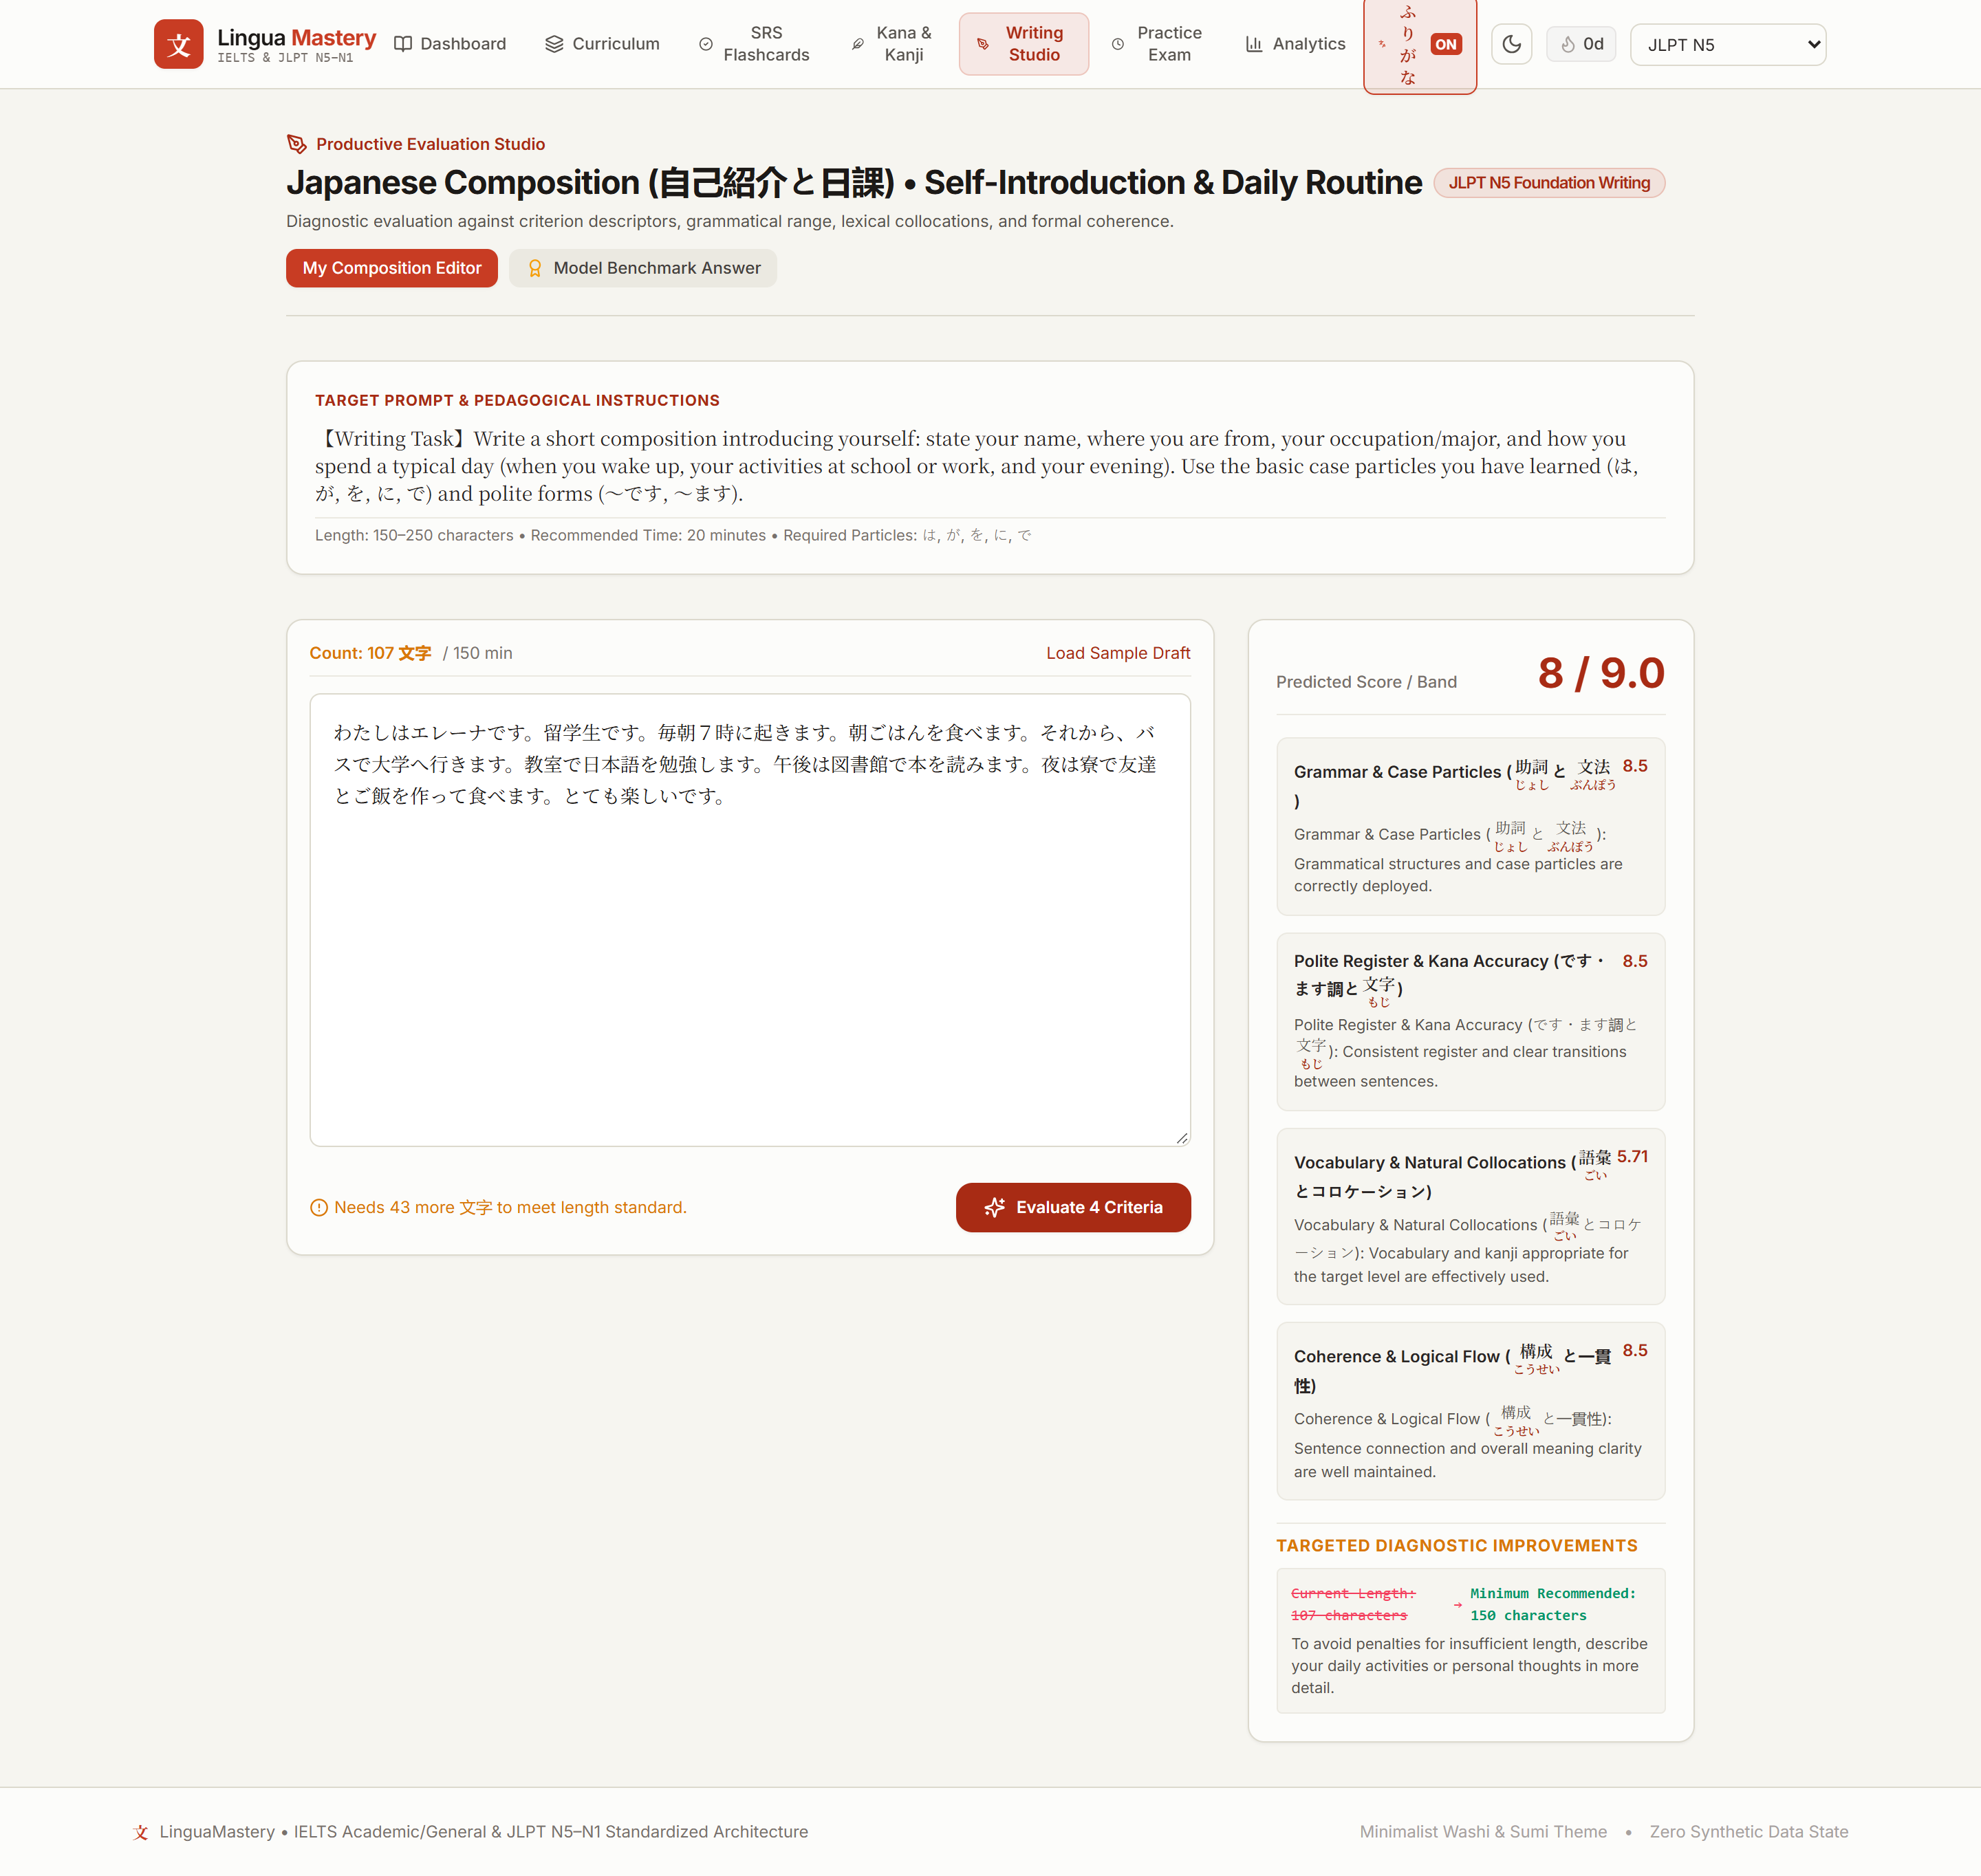 文
Lingua Mastery
IELTS & JLPT N5–N1
Dashboard
Curriculum
SRS
Flashcards
Kana &
Kanji
Writing
Studio
Practice
Exam
Analytics
ふ
り
が
な
ON
0d
JLPT N5
Productive Evaluation Studio
Japanese Composition (自己紹介と日課) • Self-Introduction & Daily Routine
JLPT N5 Foundation Writing
Diagnostic evaluation against criterion descriptors, grammatical range, lexical collocations, and formal coherence.
My Composition Editor
Model Benchmark Answer
TARGET PROMPT & PEDAGOGICAL INSTRUCTIONS
【Writing Task】Write a short composition introducing yourself: state your name, where you are from, your occupation/major, and how you
spend a typical day (when you wake up, your activities at school or work, and your evening). Use the basic case particles you have learned (は,
が, を, に, で) and polite forms (〜です, 〜ます).
Length: 150–250 characters • Recommended Time: 20 minutes • Required Particles: は, が, を, に, で
Count: 107 文字 / 150 min
Load Sample Draft
わたしはエレーナです。留学生です。毎朝７時に起きます。朝ごはんを食べます。それから、バ
スで大学へ行きます。教室で日本語を勉強します。午後は図書館で本を読みます。夜は寮で友達
とご飯を作って食べます。とても楽しいです。
Needs 43 more 文字 to meet length standard.
Evaluate 4 Criteria
Predicted Score / Band
8 / 9.0
Grammar & Case Particles (助詞と文法 8.5
じょし ぶんぽう
)
Grammar & Case Particles (助詞と文法):
じょし ぶんぽう
Grammatical structures and case particles are
correctly deployed.
Polite Register & Kana Accuracy (です・ 8.5
ます調と文字)
もじ
Polite Register & Kana Accuracy (です・ます調と
文字): Consistent register and clear transitions
もじ
between sentences.
Vocabulary & Natural Collocations (語彙 5.71
ごい
とコロケーション)
Vocabulary & Natural Collocations (語彙とコロケ
ごい
ーション): Vocabulary and kanji appropriate for
the target level are effectively used.
Coherence & Logical Flow (構成と一貫 8.5
こうせい
性)
Coherence & Logical Flow (構成と一貫性):
こうせい
Sentence connection and overall meaning clarity
are well maintained.
TARGETED DIAGNOSTIC IMPROVEMENTS
Current Length:
107 characters
→
Minimum Recommended:
150 characters
To avoid penalties for insufficient length, describe
your daily activities or personal thoughts in more
detail.
文 LinguaMastery • IELTS Academic/General & JLPT N5–N1 Standardized Architecture
Minimalist Washi & Sumi Theme • Zero Synthetic Data State